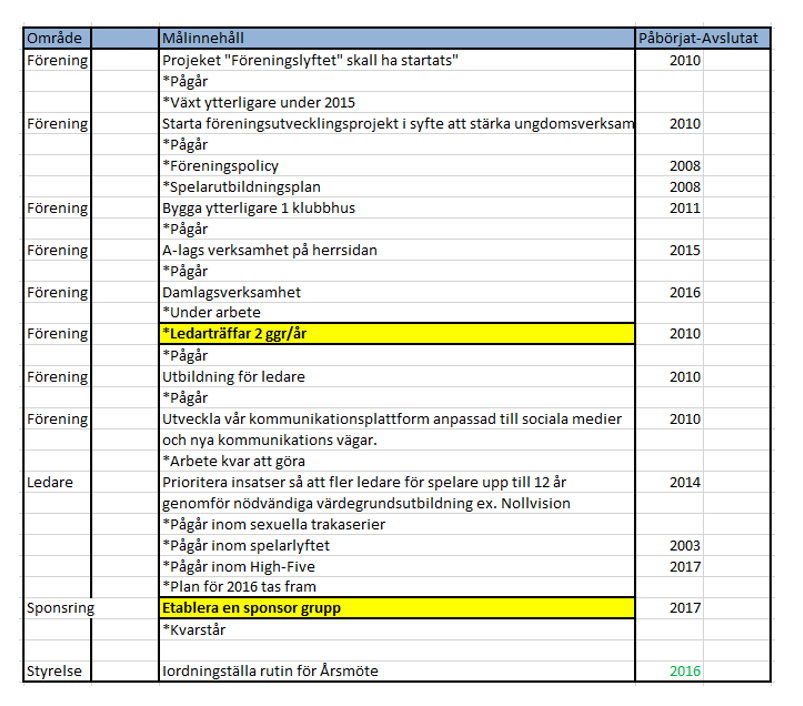 Område Målinnehåll Påbörjat-Avslutat
Förening Projeket "Föreningslyftet" skall ha startats" 2010
*Pågår
*Växt ytterligare under 2015
Förening Starta föreningsutvecklingsprojekt i syfte att stärka ungdomsverksam 2010
*Pågår
*Föreningspolicy 2008
*Spelarutbildningsplan 2008
Förening Bygga ytterligare 1 klubbhus 2011
*Pågår
Förening A-lags verksamhet på herrsidan 2015
*Pågår
Förening Damlagsverksamhet 2016
*Under arbete
Förening *Ledarträffar 2 ggr/år 2010
*Pågår
Förening Utbildning för ledare 2010
*Pågår
Förening Utveckla vår kommunikationsplattform anpassad till sociala medier 2010
och nya kommunikations vägar.
*Arbete kvar att göra
Ledare Prioritera insatser så att fler ledare för spelare upp till 12 år 2014
genomför nödvändiga värdegrundsutbildning ex. Nollvision
*Pågår inom sexuella trakaserier
*Pågår inom spelarlyftet 2003
*Pågår inom High-Five 2017
*Plan för 2016 tas fram
Sponsring Etablera en sponsor grupp 2017
*Kvarstår
Styrelse Iordningställa rutin för Årsmöte 2016